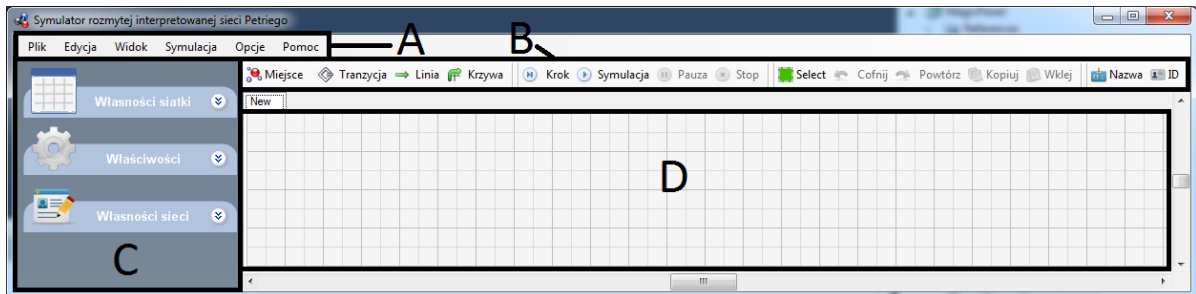 Symulator rozmytej interpretowanej sieci Petriego
Plik Edycja Widok Symulacja Opcje Pomoc
A
B
Miejsce Tranzycja Linia Krzywa Krok Symulacja Pauza Stop Select Cofnij Powtórz Kopiuj Wklej Nazwa ID
Własności siatki
Właściwości
Własności sieci
C
New
D